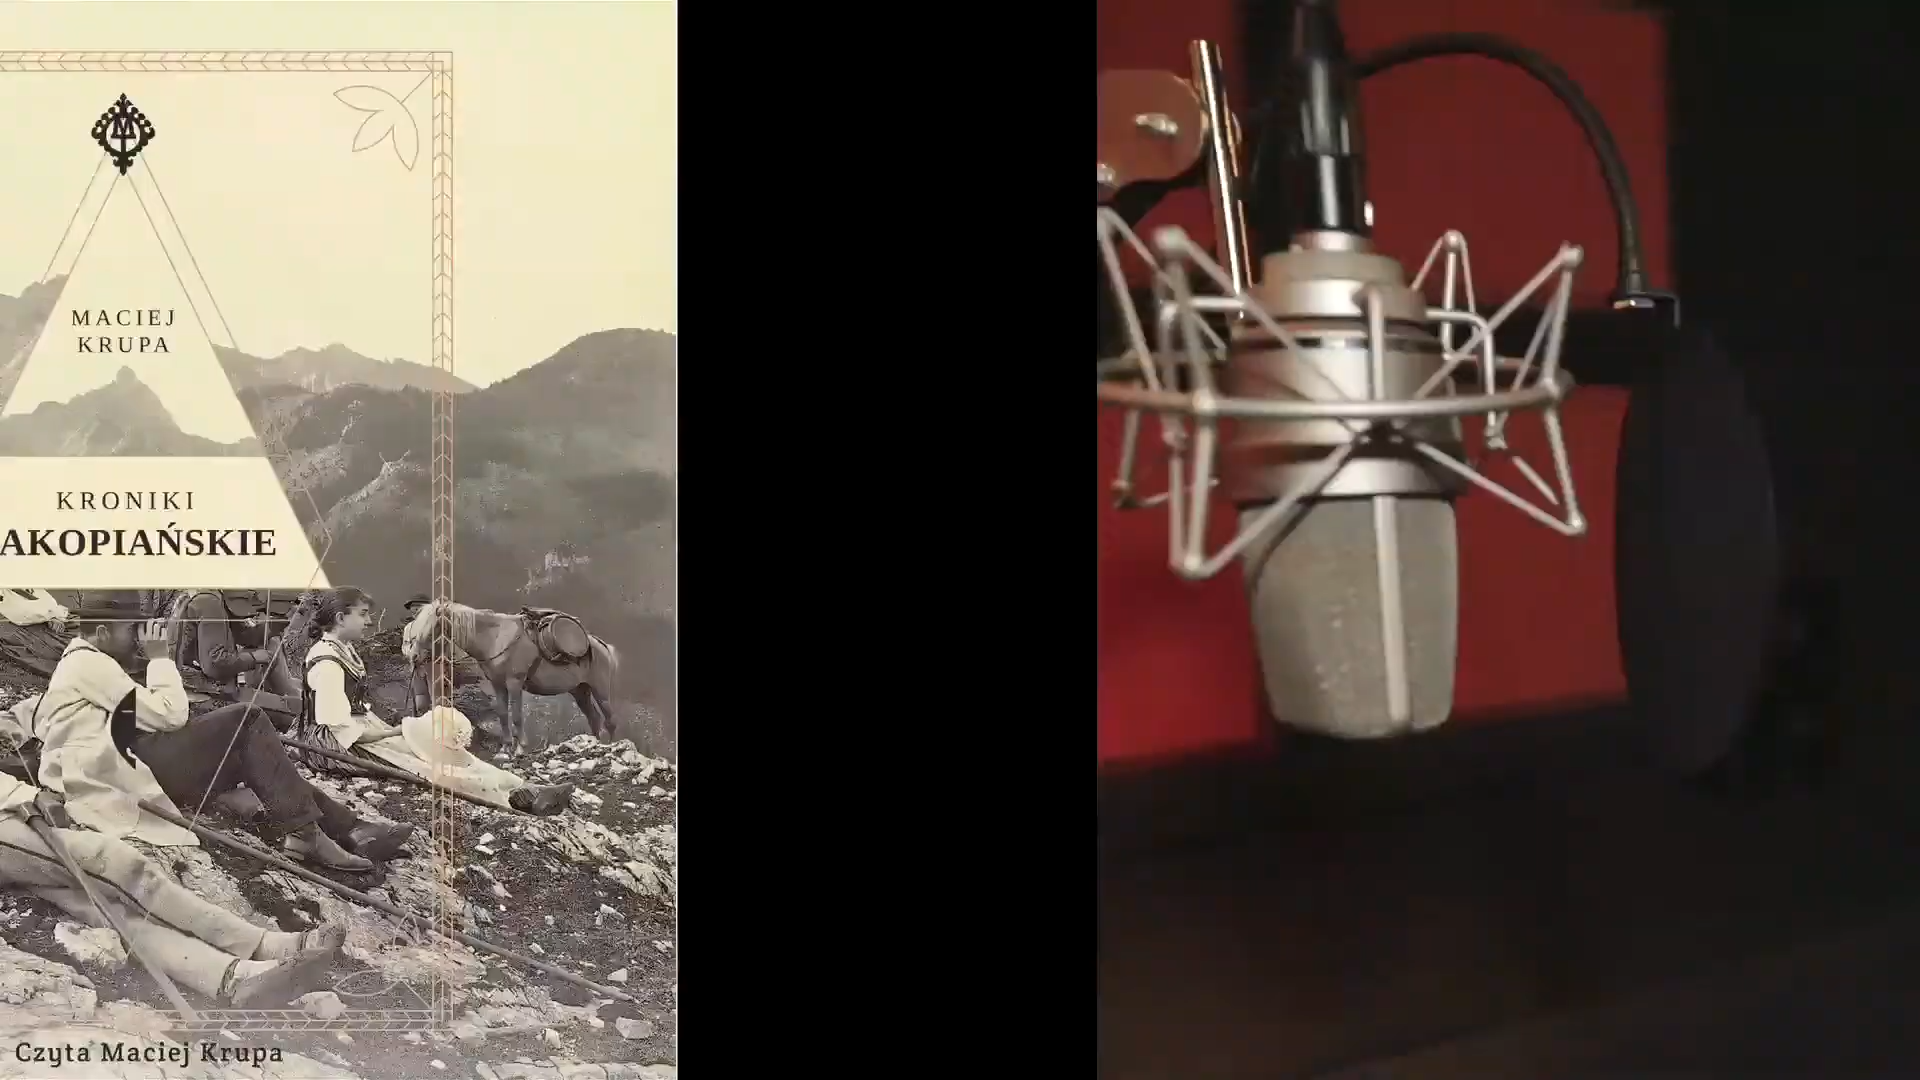 MACIEJ
KRUPA
KRONIKI
AKOPIAŃSKIE
Czyta Maciej Krupa